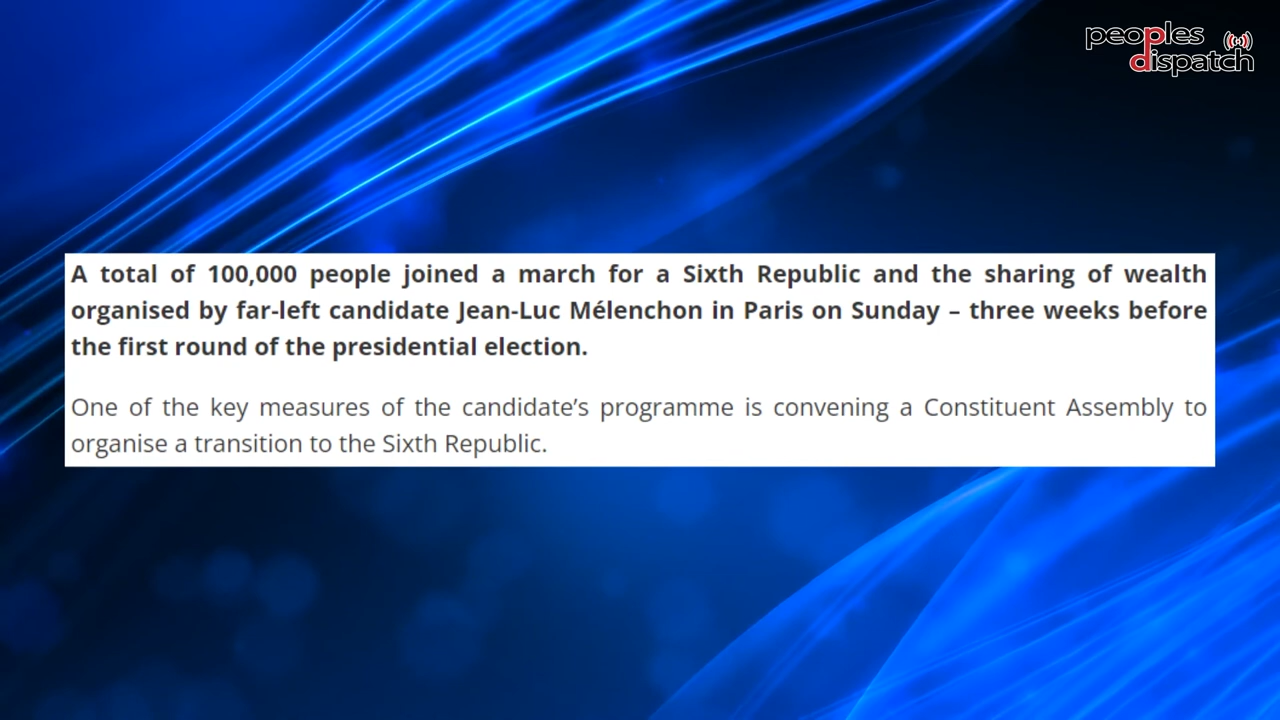 peoples
dispatch
A total of 100,000 people joined a march for a Sixth Republic and the sharing of wealth
organised by far-left candidate Jean-Luc Mélenchon in Paris on Sunday – three weeks before
the first round of the presidential election.
One of the key measures of the candidate’s programme is convening a Constituent Assembly to
organise a transition to the Sixth Republic.